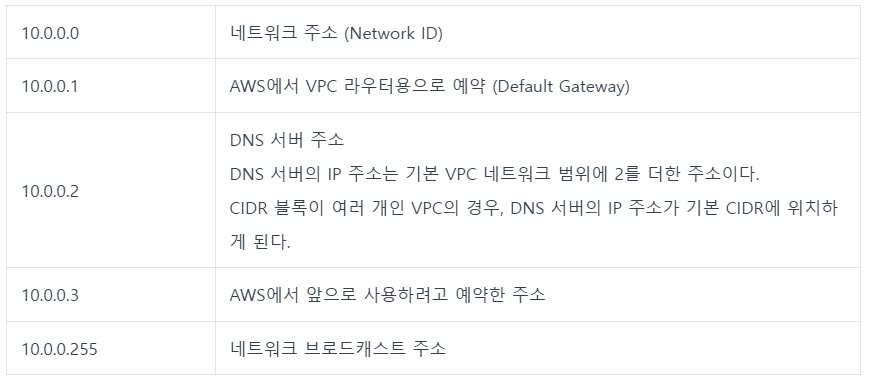 10.0.0.0 네트워크 주소 (Network ID)
10.0.0.1 AWS에서 VPC 라우터용으로 예약 (Default Gateway)
DNS 서버 주소
DNS 서버의 IP 주소는 기본 VPC 네트워크 범위에 2를 더한 주소이다.
10.0.0.2
CIDR 블록이 여러 개인 VPC의 경우, DNS 서버의 IP 주소가 기본 CIDR에 위치하
게 된다.
10.0.0.3 AWS에서 앞으로 사용하려고 예약한 주소
10.0.0.255 네트워크 브로드캐스트 주소